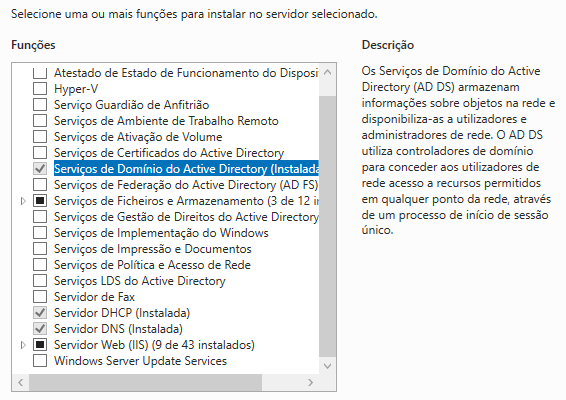 Selecione uma ou mais funções para instalar no servidor selecionado.
Funções
Atestado de Estado de Funcionamento do Disposi
Hyper-V
Serviço Guardião de Anfitrião
Serviços de Ambiente de Trabalho Remoto
Serviços de Ativação de Volume
Serviços de Certificados do Active Directory
Serviços de Domínio do Active Directory (Instalada
Serviços de Federação do Active Directory (AD FS)
Serviços de Ficheiros e Armazenamento (3 de 12 in
Serviços de Gestão de Direitos do Active Directory
Serviços de Implementação do Windows
Serviços de Impressão e Documentos
Serviços de Política e Acesso de Rede
Serviços LDS do Active Directory
Servidor de Fax
Servidor DHCP (Instalada)
Servidor DNS (Instalada)
Servidor Web (IIS) (9 de 43 instalados)
Windows Server Update Services
Descrição
Os Serviços de Domínio do Active
Directory (AD DS) armazenam
informações sobre objetos na rede e
disponibiliza-as a utilizadores e
administradores de rede. O AD DS
utiliza controladores de domínio
para conceder aos utilizadores de
rede acesso a recursos permitidos
em qualquer ponto da rede, através
de um processo de início de sessão
único.